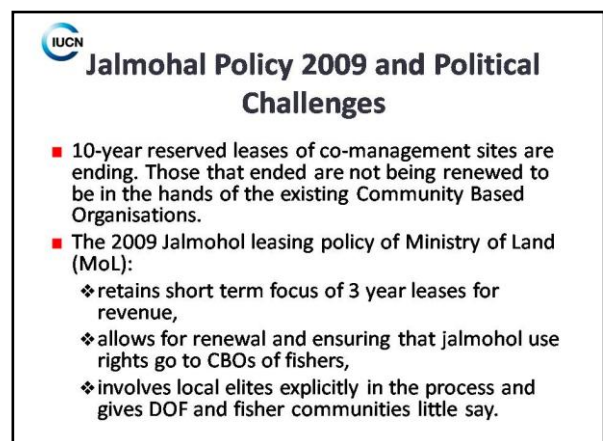 IUCN
Jalmohal Policy 2009 and Political
Challenges
■ 10-year reserved leases of co-management sites are
ending. Those that ended are not being renewed to
be in the hands of the existing Community Based
Organisations.
■ The 2009 Jalmohol leasing policy of Ministry of Land
(MoL):
❖retains short term focus of 3 year leases for
revenue,
❖allows for renewal and ensuring that jalmohol use
rights go to CBOs of fishers,
❖involves local elites explicitly in the process and
gives DOF and fisher communities little say.